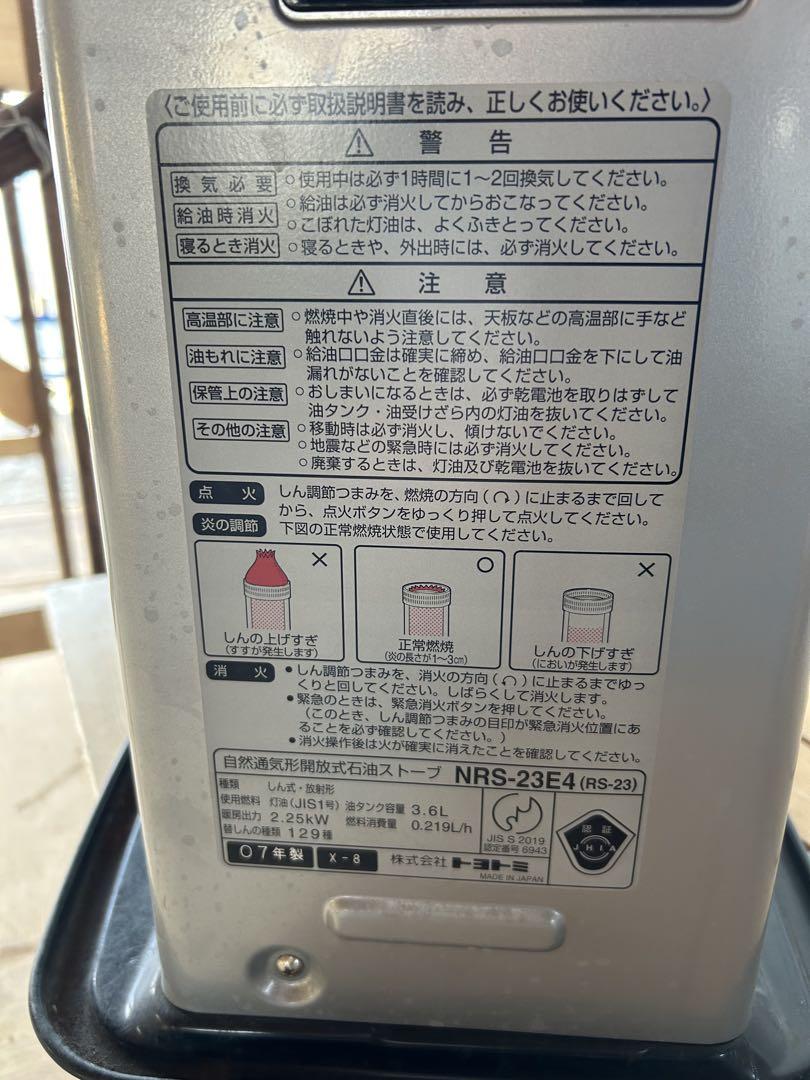 〈ご使用前に必ず取扱説明書を読み、正しくお使いください。〉
警告
換気必要 ○使用中は必ず1時間に1〜2回換気してください。
給油時消火 ○給油は必ず消火してからおこなってください。
○こぼれた灯油は、よくふきとってください。
寝るとき消火 ○寝るときや、外出時には、必ず消火してください。
注意
高温部に注意 ○燃焼中や消火直後には、天板などの高温部に手など
触れないよう注意してください。
油もれに注意 ○給油口口金は確実に締め、給油口口金を下にして油
漏れがないことを確認してください。
保管上の注意 ○おしまいになるときは、必ず乾電池を取りはずして
油タンク・油受けざら内の灯油を抜いてください。
その他の注意 ○移動時は必ず消火し、傾けないでください。
○地震などの緊急時には必ず消火してください。
○廃棄するときは、灯油及び乾電池を抜いてください。
点火 しん調節つまみを、燃焼の方向()に止まるまで回して
から、点火ボタンをゆっくり押して点火してください。
炎の調節 下図の正常燃焼状態で使用してください。
× ○ ×
しんの上げすぎ 正常燃焼 しんの下げすぎ
(すすが発生します) (炎の長さが1〜3cm) (においが発生します)
消火 ●しん調節つまみを、消火の方向()に止まるまでゆっ
くりと回してください。しばらくして消火します。
●緊急のときは、緊急消火ボタンを押してください。
(このとき、しん調節つまみの目印が緊急消火位置にあ
ることを必ず確認してください。)
●消火操作後は火が確実に消えたことを確認してください。
自然通気形開放式石油ストーブ NRS-23E4 (RS-23)
種類 しん式・放射形
使用燃料 灯油(JIS1号) 油タンク容量 3.6L
暖房出力 2.25kW 燃料消費量 0.219L/h
替しんの種類 129種
JIS S 2019
認定番号 6943
認証
JHIA
07年製 X-8 株式会社トヨトミ
MADE IN JAPAN